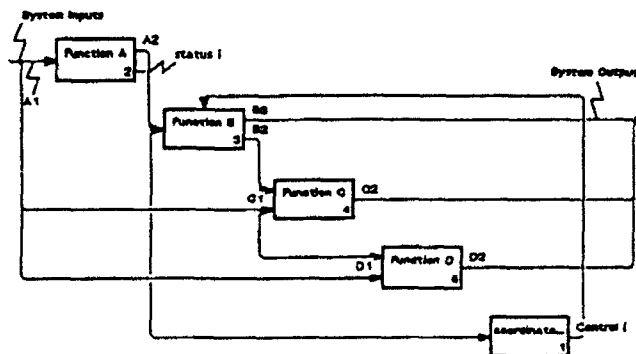 System Inputs
A2
Function A
2
status i
A1
System Output
B3
Function B
B2
3
Function C
C2
C1
4
Function D
D2
D1
5
coordinate...
Control i
1